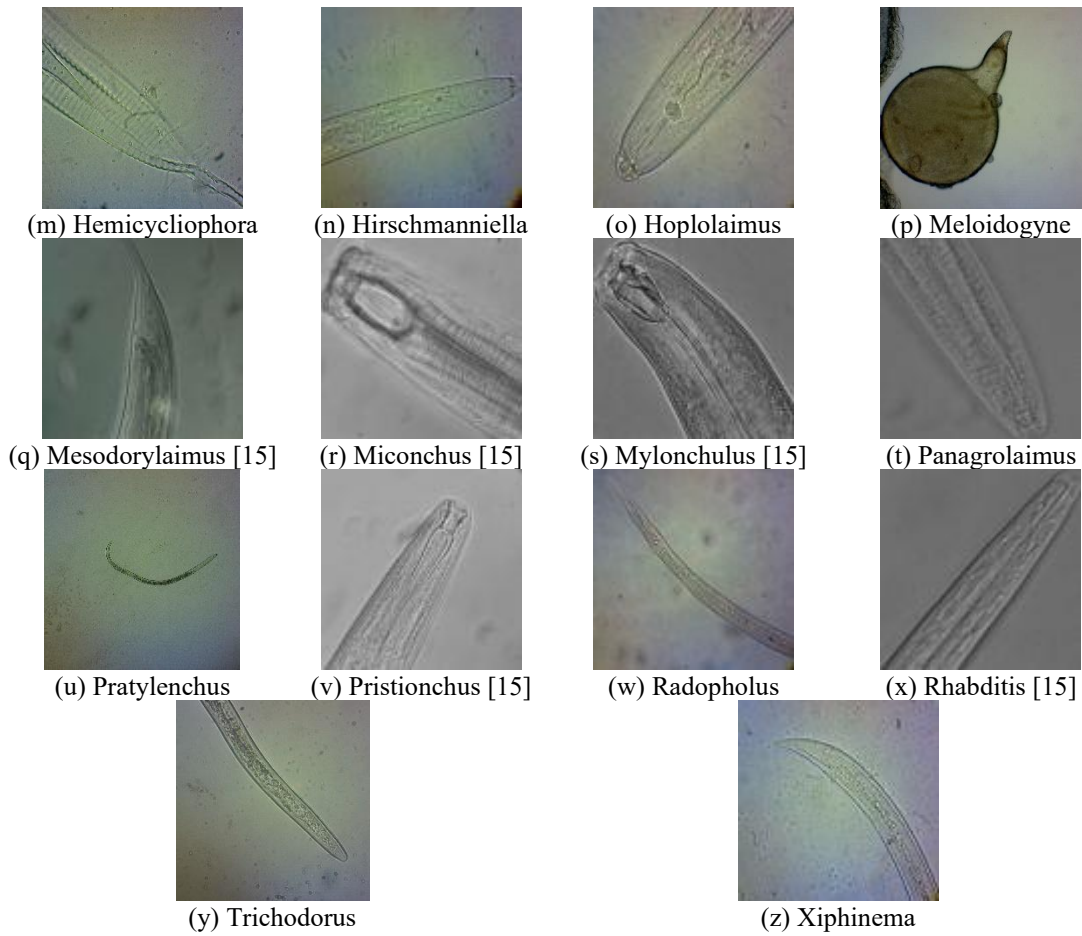 (m) Hemicycliophora (n) Hirschmanniella (o) Hoplolaimus (p) Meloidogyne
(q) Mesodorylaimus [15] (r) Miconchus [15] (s) Mylonchulus [15] (t) Panagrolaimus
(u) Pratylenchus (v) Pristionchus [15] (w) Radopholus (x) Rhabditis [15]
(y) Trichodorus (z) Xiphinema